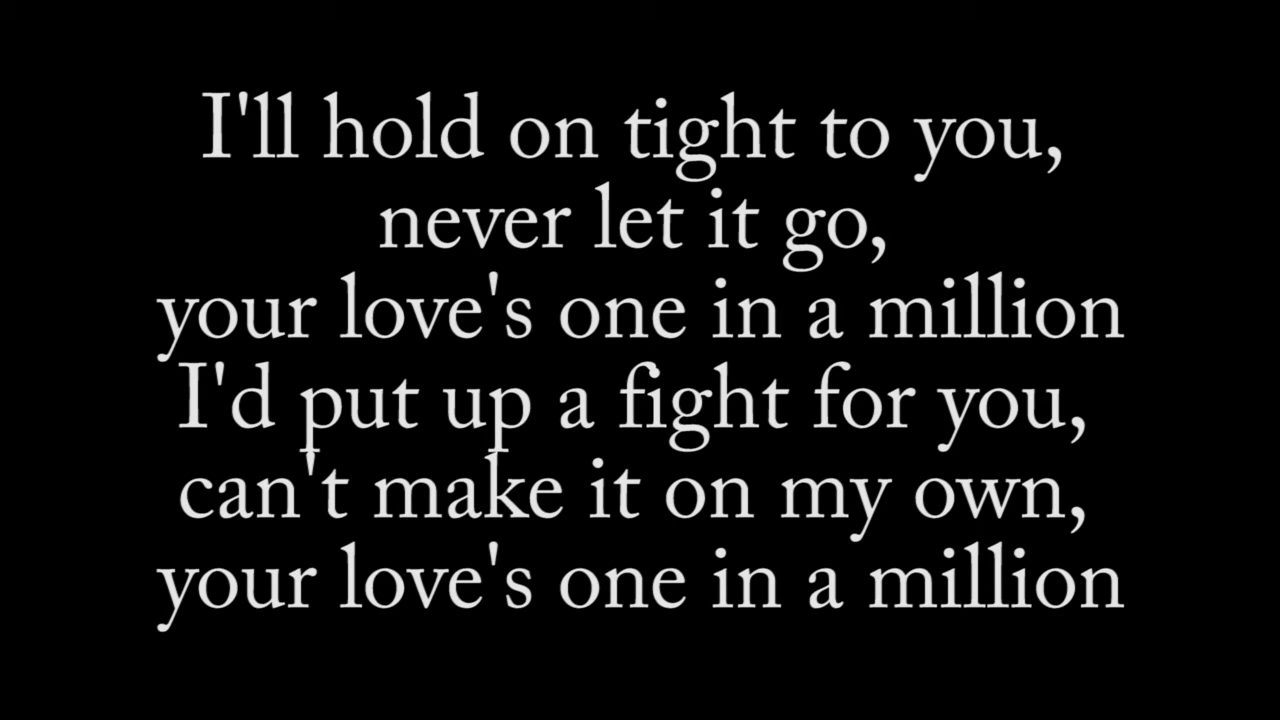 I'll hold on tight to you,
never let it go,
your love's one in a million
I'd put up a fight for you,
can't make it on my own,
your love's one in a million